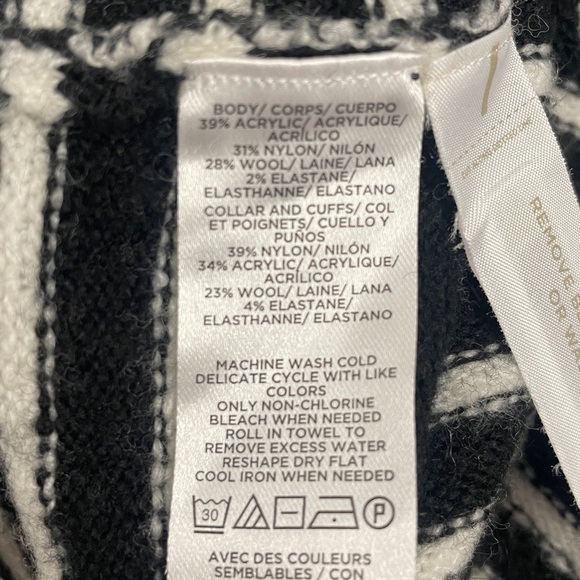 BODY/ CORPS/ CUERPO
39% ACRYLIC/ ACRYLIQUE/
ACRÍLICO
31% NYLON/ NILÓN
28% WOOL/ LAINE/ LANA
2% ELASTANE/
ELASTHANNE/ ELASTANO
COLLAR AND CUFFS/ COL
ET POIGNETS/ CUELLO Y
PUÑOS
39% NYLON/ NILÓN
34% ACRYLIC/ ACRYLIQUE/
ACRÍLICO
23% WOOL/ LAINE/ LANA
4% ELASTANE/
ELASTHANNE/ ELASTANO
MACHINE WASH COLD
DELICATE CYCLE WITH LIKE
COLORS
ONLY NON-CHLORINE
BLEACH WHEN NEEDED
ROLL IN TOWEL TO
REMOVE EXCESS WATER
RESHAPE DRY FLAT
COOL IRON WHEN NEEDED
30 P
AVEC DES COULEURS
SEMBLABLES / CON
REMOVE
OR